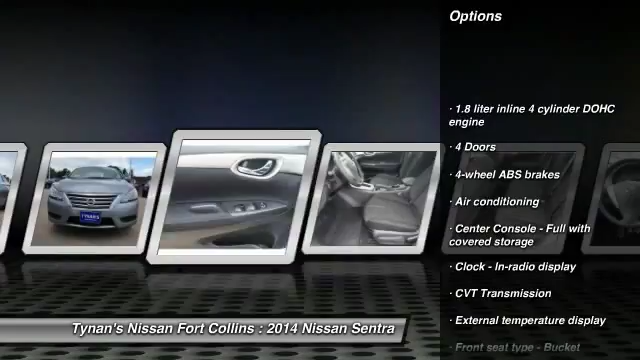 Options
· 1.8 liter inline 4 cylinder DOHC
engine
· 4 Doors
· 4-wheel ABS brakes
· Air conditioning
· Center Console - Full with
covered storage
· Clock - In-radio display
· CVT Transmission
· External temperature display
· Front seat type - Bucket
TYNAN'S
Tynan's Nissan Fort Collins : 2014 Nissan Sentra